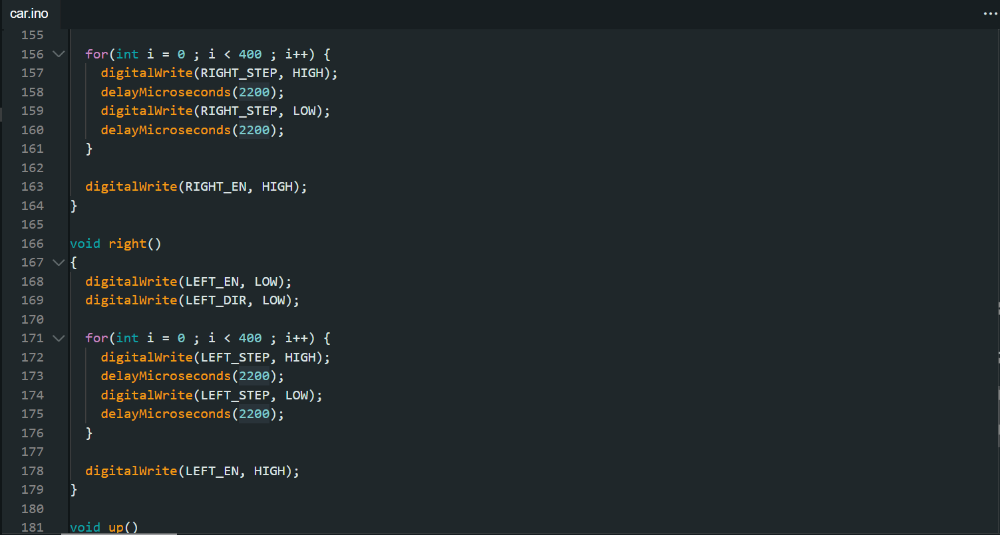 car.ino
155
156 for(int i = 0 ; i < 400 ; i++) {
157 digitalWrite(RIGHT_STEP, HIGH);
158 delayMicroseconds(2200);
159 digitalWrite(RIGHT_STEP, LOW);
160 delayMicroseconds(2200);
161 }
162
163 digitalWrite(RIGHT_EN, HIGH);
164 }
165
166 void right()
167 {
168 digitalWrite(LEFT_EN, LOW);
169 digitalWrite(LEFT_DIR, LOW);
170
171 for(int i = 0 ; i < 400 ; i++) {
172 digitalWrite(LEFT_STEP, HIGH);
173 delayMicroseconds(2200);
174 digitalWrite(LEFT_STEP, LOW);
175 delayMicroseconds(2200);
176 }
177
178 digitalWrite(LEFT_EN, HIGH);
179 }
180
181 void up()